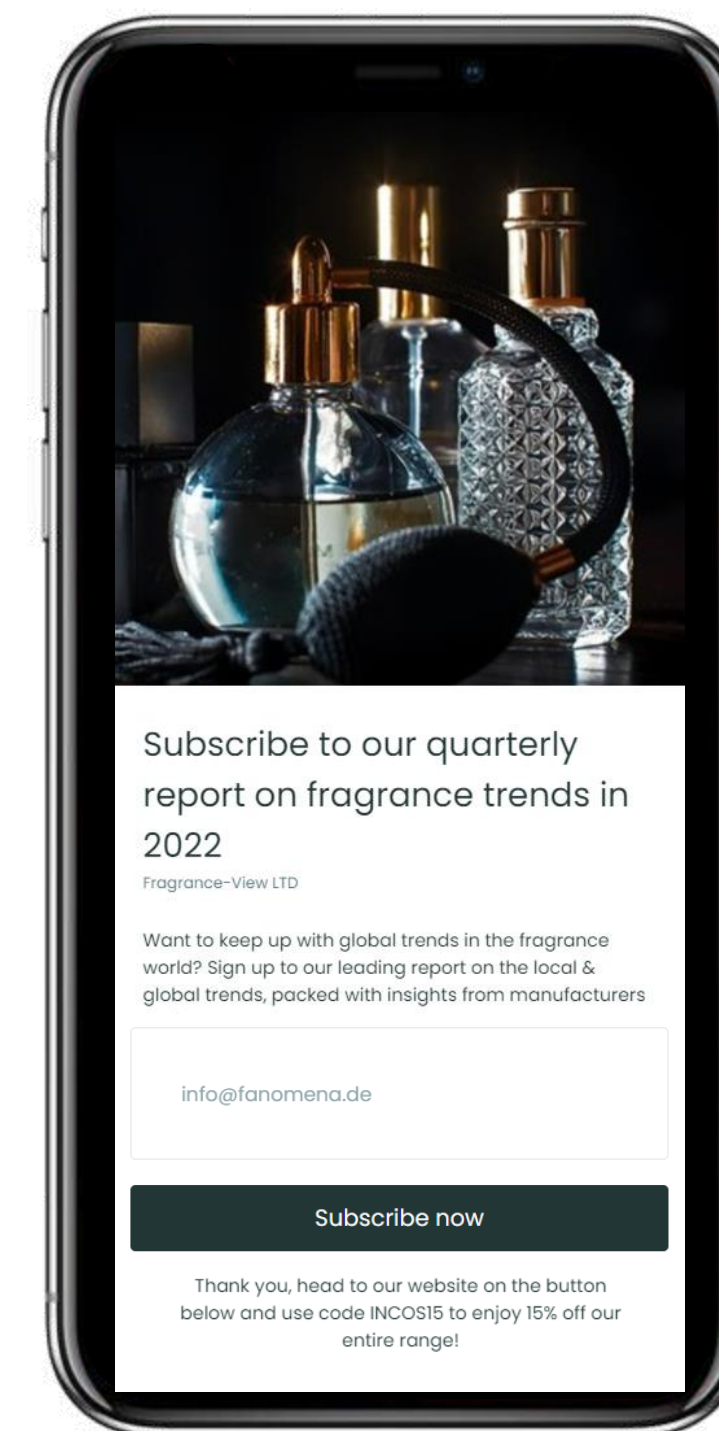 Subscribe to our quarterly
report on fragrance trends in
2022
Fragrance-View LTD
Want to keep up with global trends in the fragrance
world? Sign up to our leading report on the local &
global trends, packed with insights from manufacturers
info@fanomena.de
Subscribe now
Thank you, head to our website on the button
below and use code INCOS15 to enjoy 15% off our
entire range!